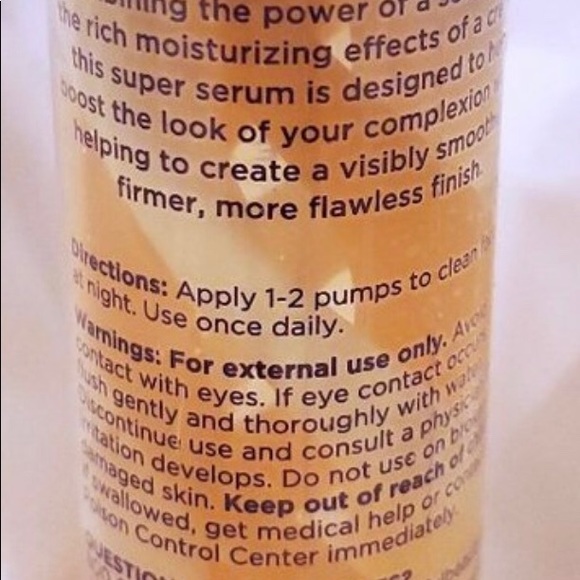 the power of a
the rich moisturizing effects of a
this super serum is designed to
boost the look of your complexion
helping to create a visibly
firmer, more flawless finish.
Directions: Apply 1-2 pumps to clean
at night. Use once daily.
Warnings: For external use only.
contact with eyes. If eye contact
flush gently and thoroughly with
Discontinue use and consult a
irritation develops. Do not use on
damaged skin. Keep out of reach of
If swallowed, get medical help or
Poison Control Center immediately.